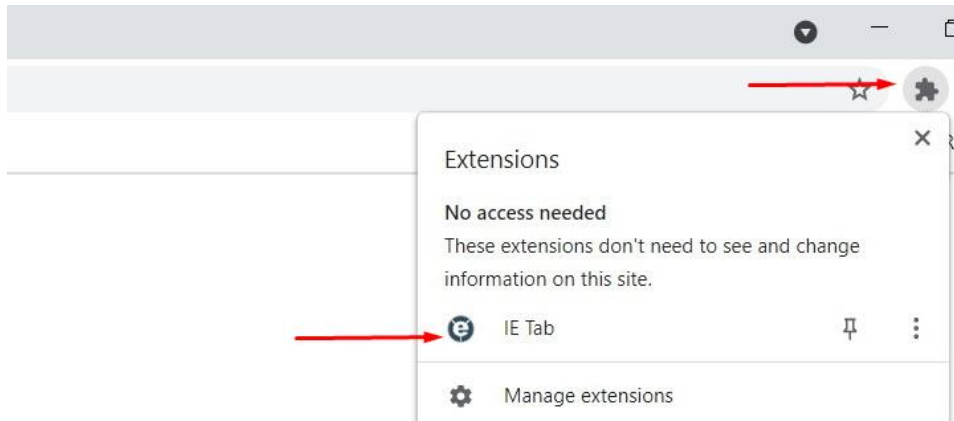 Extensions
No access needed
These extensions don't need to see and change
information on this site.
IE Tab
Manage extensions